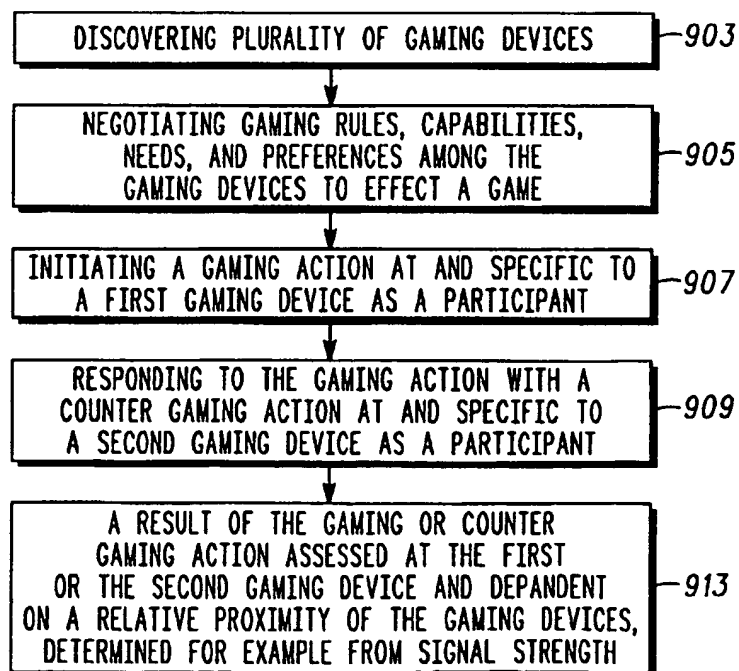 DISCOVERING PLURALITY OF GAMING DEVICES
903
NEGOTIATING GAMING RULES, CAPABILITIES,
NEEDS, AND PREFERENCES AMONG THE
GAMING DEVICES TO EFFECT A GAME
905
INITIATING A GAMING ACTION AT AND SPECIFIC TO
A FIRST GAMING DEVICE AS A PARTICIPANT
907
RESPONDING TO THE GAMING ACTION WITH A
COUNTER GAMING ACTION AT AND SPECIFIC TO
A SECOND GAMING DEVICE AS A PARTICIPANT
909
A RESULT OF THE GAMING OR COUNTER
GAMING ACTION ASSESSED AT THE FIRST
OR THE SECOND GAMING DEVICE AND DEPANDENT
ON A RELATIVE PROXIMITY OF THE GAMING DEVICES,
DETERMINED FOR EXAMPLE FROM SIGNAL STRENGTH
913